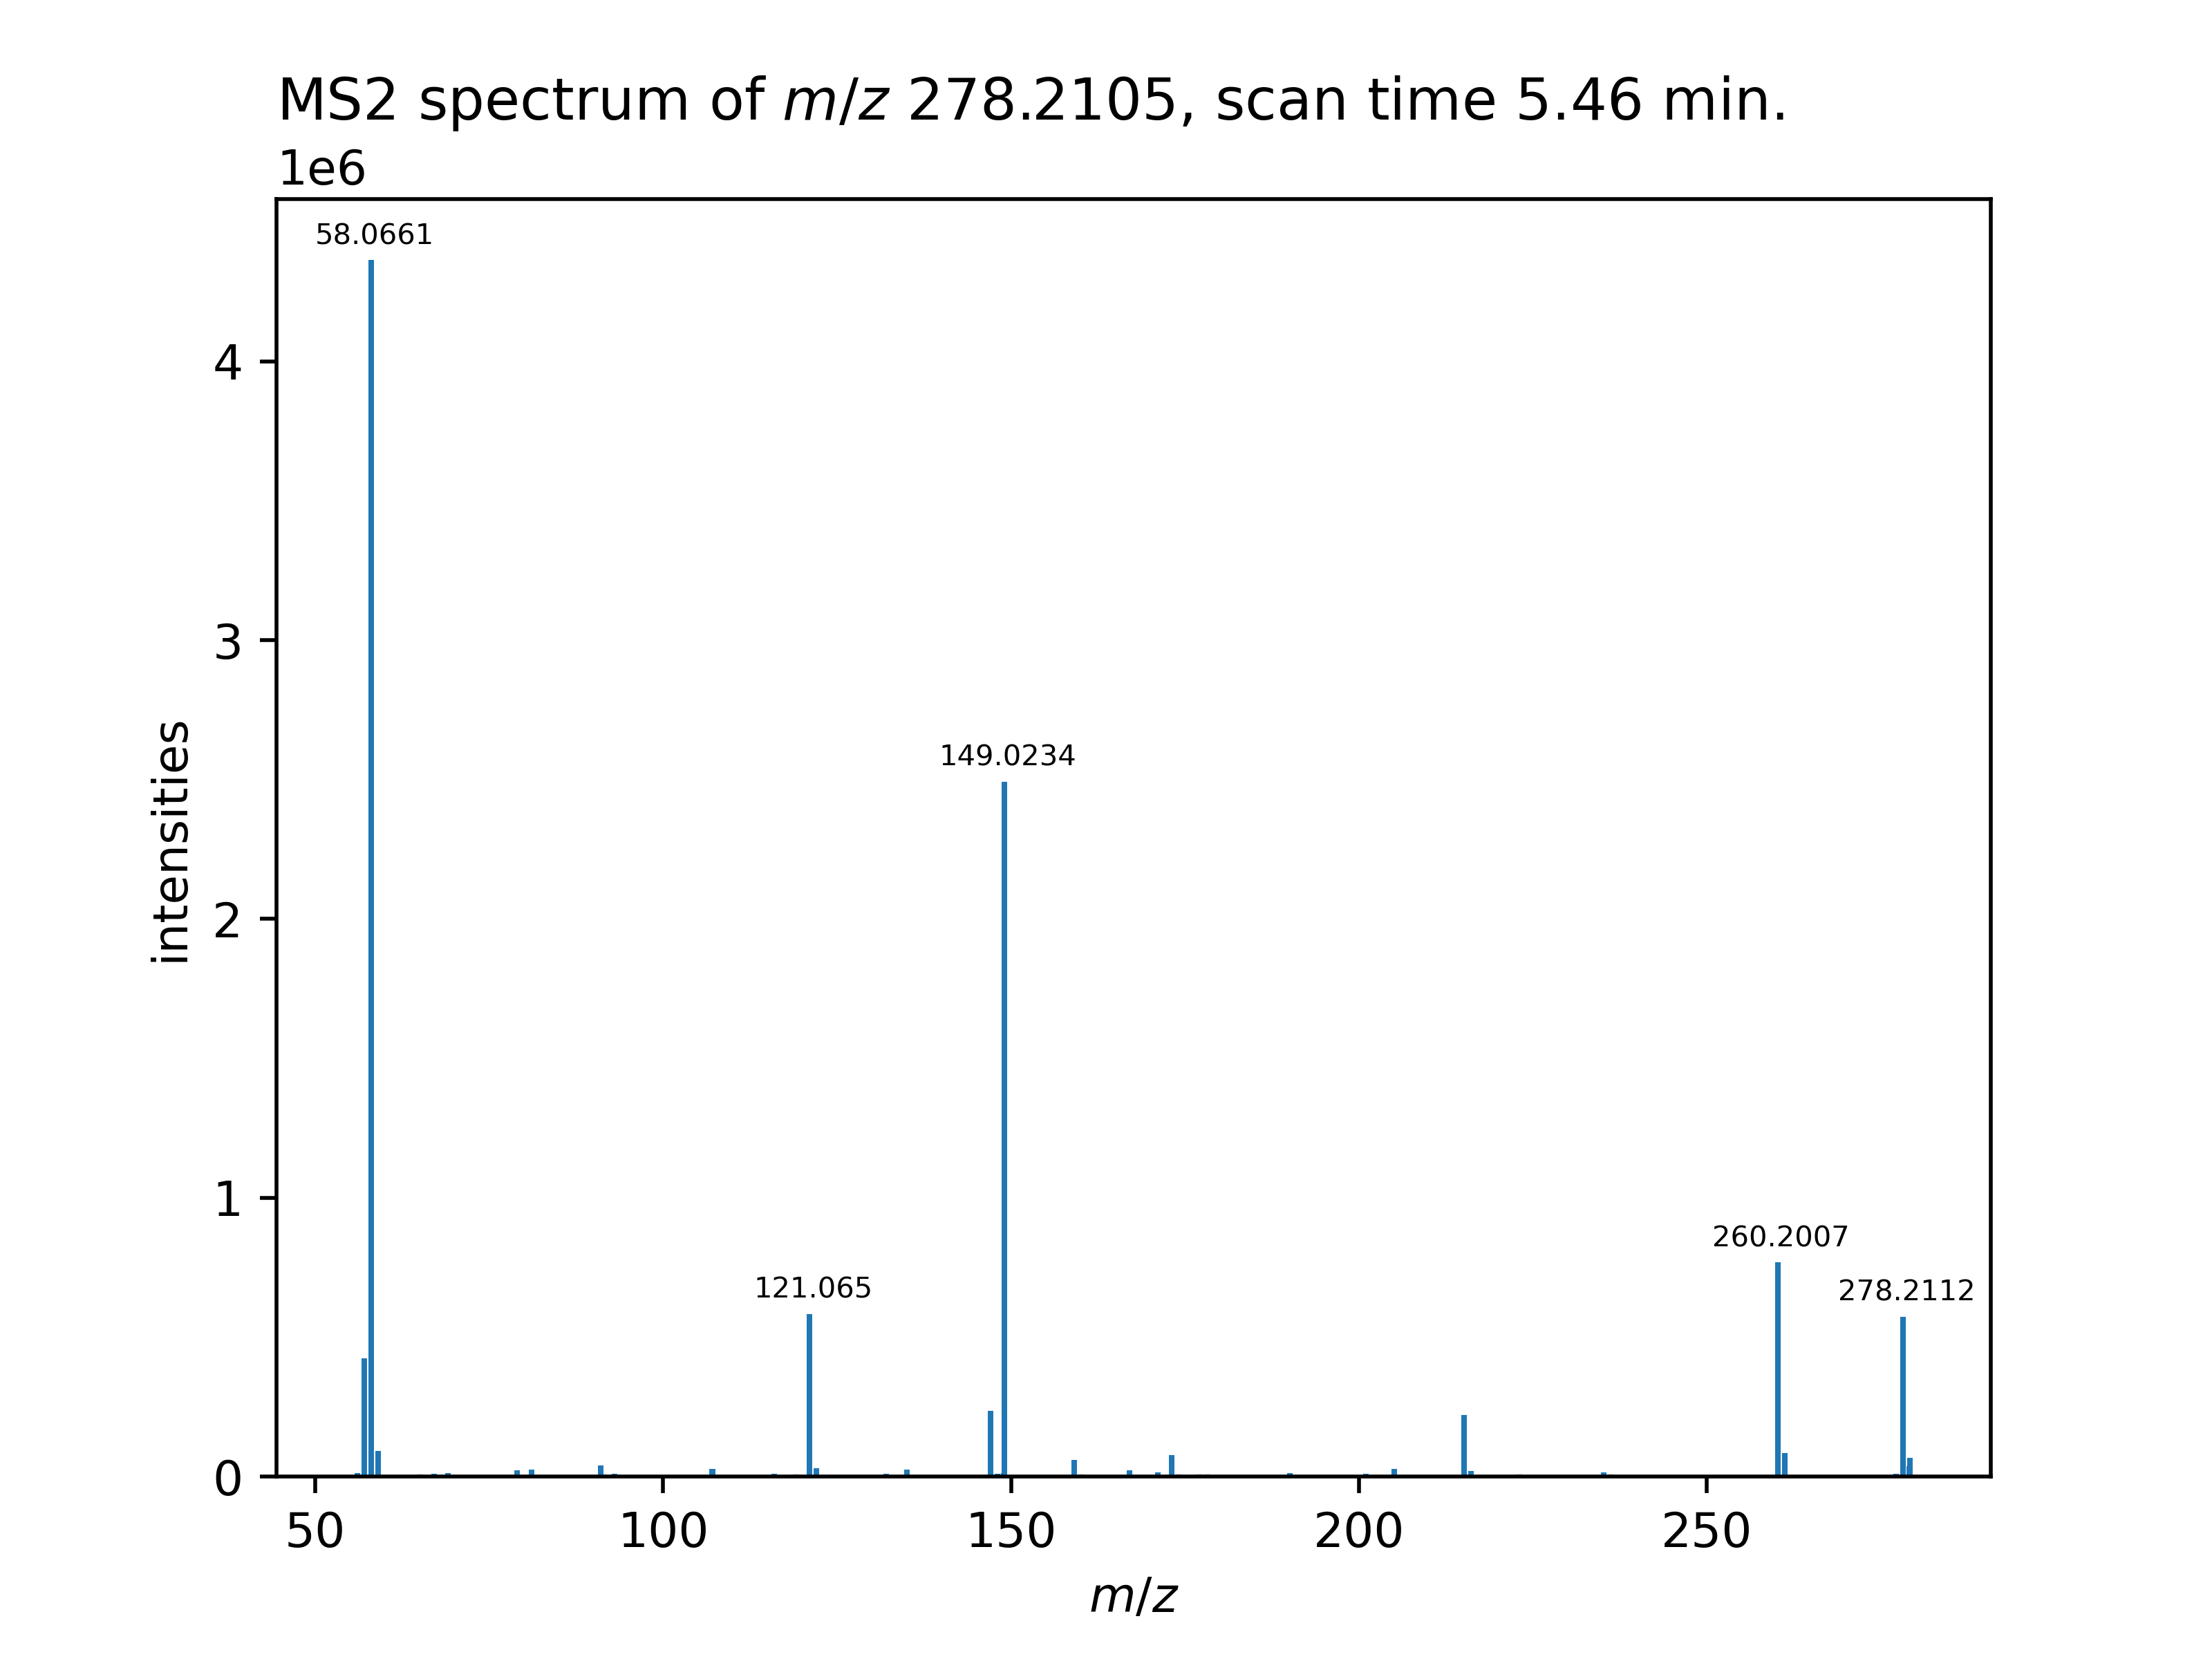 MS2 spectrum of m/z 278.2105, scan time 5.46 min.
1e6
58.0661
4
3
149.0234
intensities
2
1
260.2007
121.065
278.2112
0
50 100 150 200 250
m/z